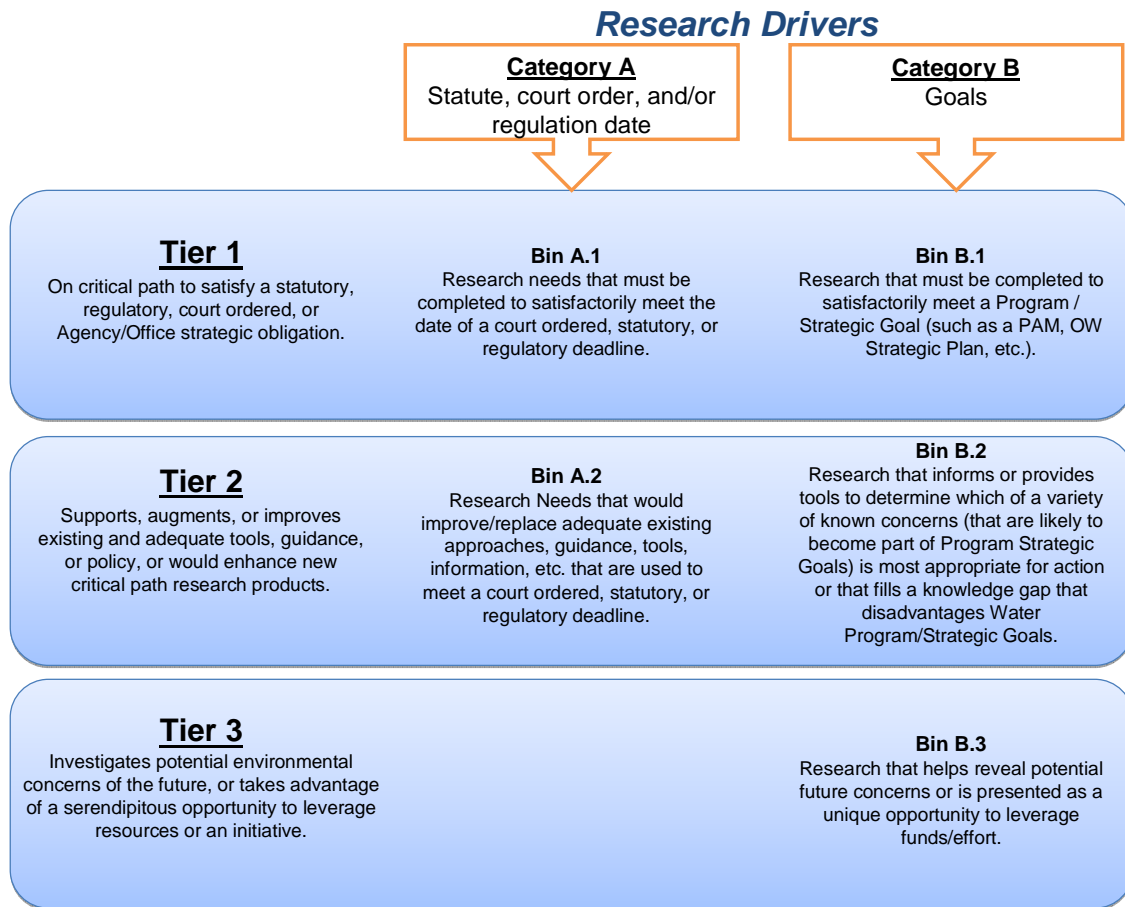 Research Drivers
Category A
Statute, court order, and/or
regulation date
Category B
Goals
Tier 1
On critical path to satisfy a statutory,
regulatory, court ordered, or
Agency/Office strategic obligation.
Bin A.1
Research needs that must be
completed to satisfactorily meet the
date of a court ordered, statutory, or
regulatory deadline.
Bin B.1
Research that must be completed to
satisfactorily meet a Program /
Strategic Goal (such as a PAM, OW
Strategic Plan, etc.).
Tier 2
Supports, augments, or improves
existing and adequate tools, guidance,
or policy, or would enhance new
critical path research products.
Bin A.2
Research Needs that would
improve/replace adequate existing
approaches, guidance, tools,
information, etc. that are used to
meet a court ordered, statutory, or
regulatory deadline.
Bin B.2
Research that informs or provides
tools to determine which of a variety
of known concerns (that are likely to
become part of Program Strategic
Goals) is most appropriate for action
or that fills a knowledge gap that
disadvantages Water
Program/Strategic Goals.
Tier 3
Investigates potential environmental
concerns of the future, or takes advantage
of a serendipitous opportunity to leverage
resources or an initiative.
Bin B.3
Research that helps reveal potential
future concerns or is presented as a
unique opportunity to leverage
funds/effort.